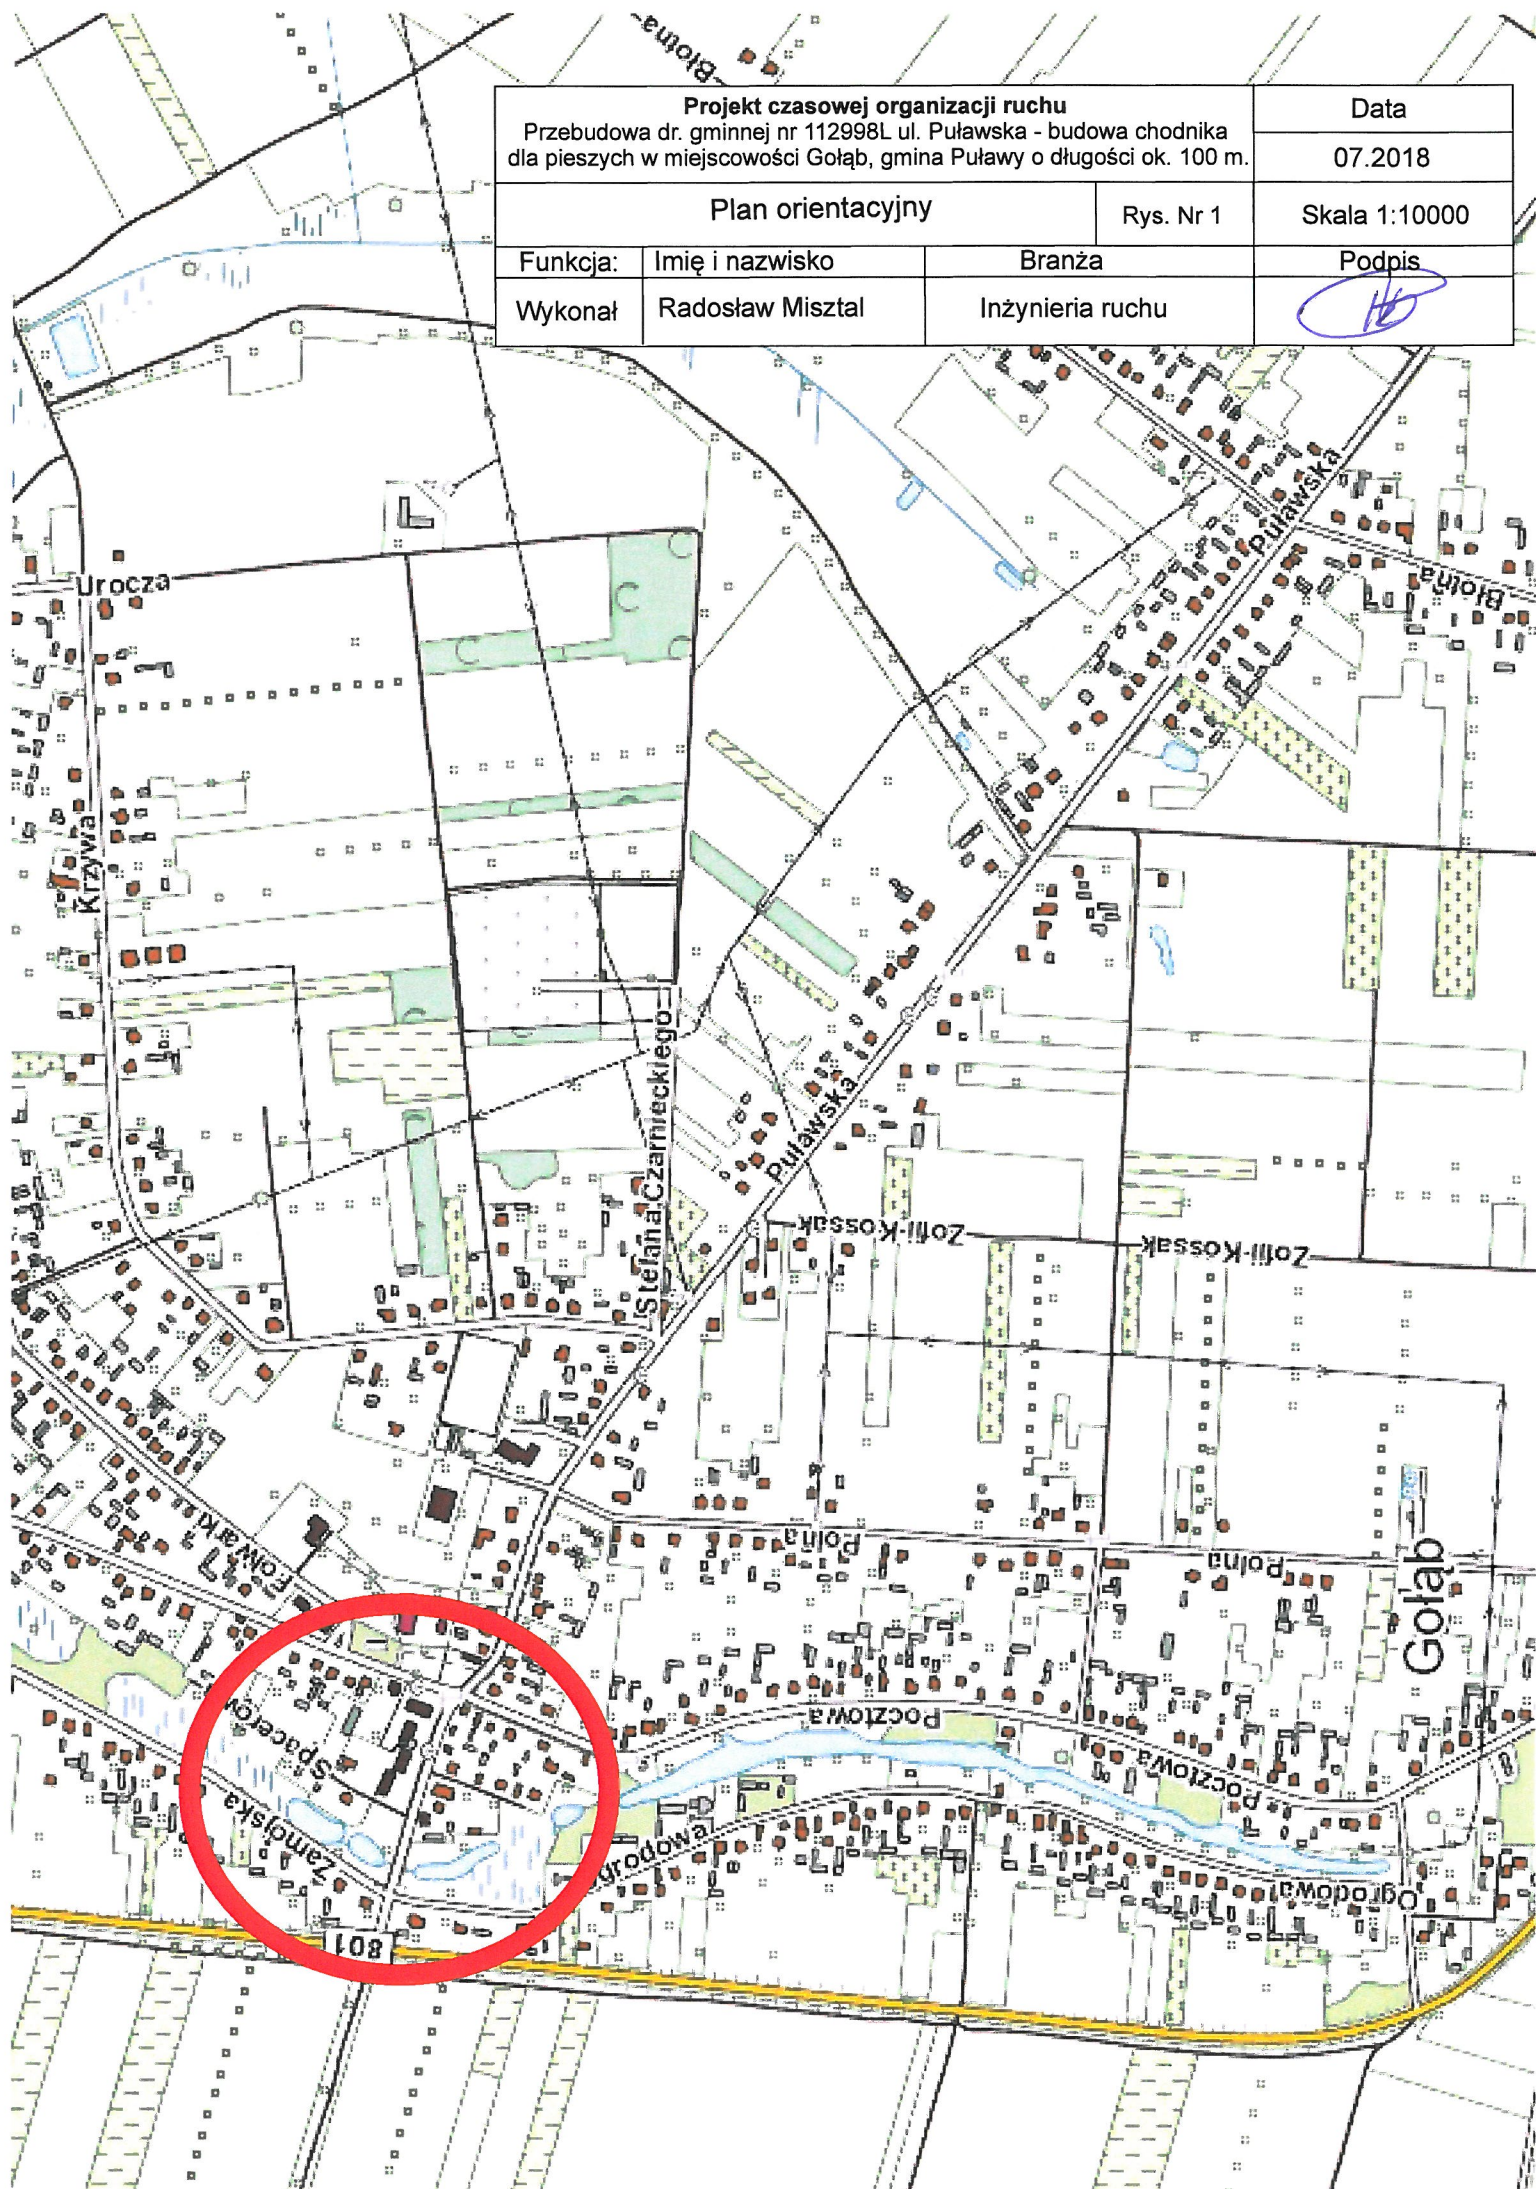 Błotna
Projekt czasowej organizacji ruchu
Przebudowa dr. gminnej nr 112998L ul. Puławska - budowa chodnika
dla pieszych w miejscowości Gołąb, gmina Puławy o długości ok. 100 m.
Data
07.2018
Plan orientacyjny
Rys. Nr 1
Skala 1:10000
Funkcja:
Imię i nazwisko
Branża
Podpis
Wykonał
Radosław Misztal
Inżynieria ruchu
Puławska
Urocza
Błotna
Krzywa
Stefana Czarnieckiego
Puławska
Zofii Kossak
Zofii Kossak
Folwarki
Polna
Polna
Gołąb
Spacerow
Pocztowa
Pocztowa
Zamojska
grodowa
Ogrodowa
801